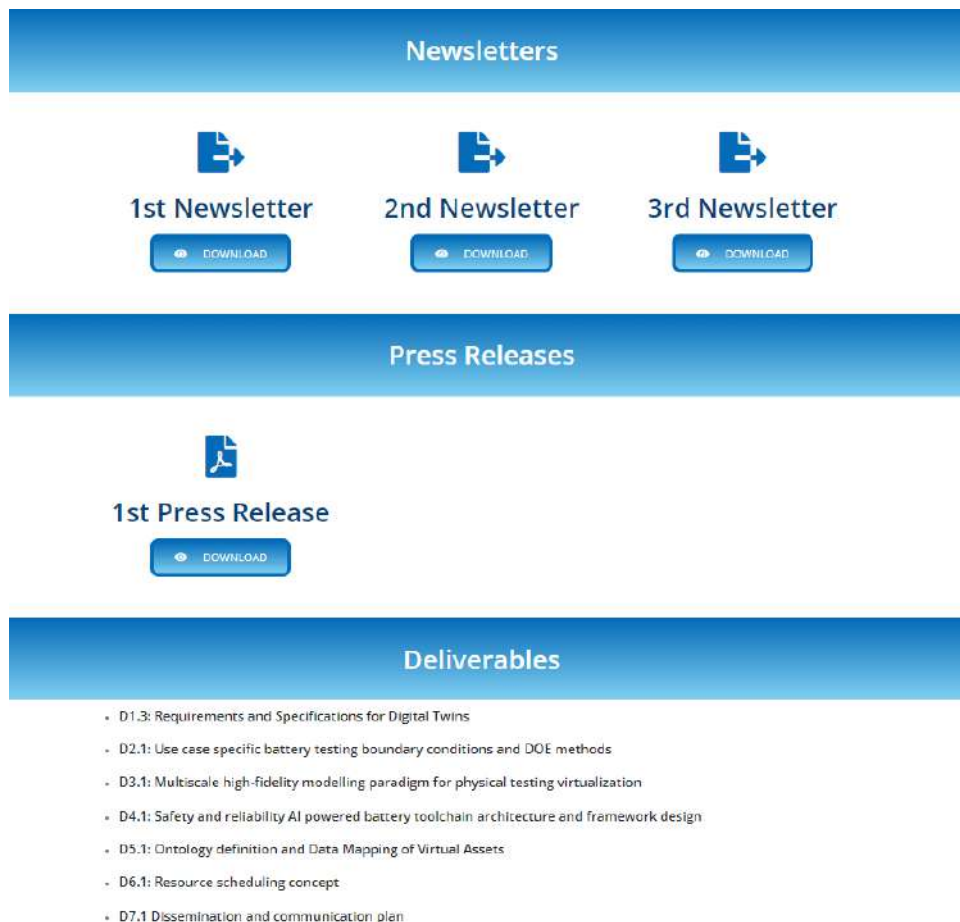 Newsletters
1st Newsletter 2nd Newsletter 3rd Newsletter
DOWNLOAD DOWNLOAD DOWNLOAD
Press Releases
1st Press Release
DOWNLOAD
Deliverables
• D1.3: Requirements and Specifications for Digital Twins
• D2.1: Use case specific battery testing boundary conditions and DOE methods
• D3.1: Multiscale high-fidelity modelling paradigm for physical testing virtualization
• D4.1: Safety and reliability AI powered battery toolchain architecture and framework design
• D5.1: Ontology definition and Data Mapping of Virtual Assets
• D6.1: Resource scheduling concept
• D7.1 Dissemination and communication plan